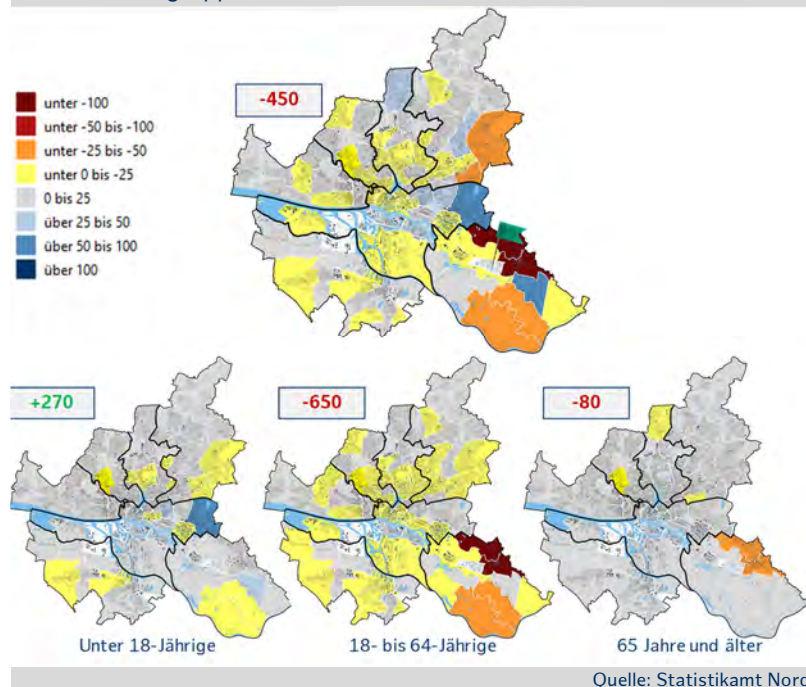 unter -100
unter -50 bis -100
unter -25 bis -50
unter 0 bis -25
0 bis 25
über 25 bis 50
über 50 bis 100
über 100
-450
+270
-650
-80
Unter 18-Jährige
18- bis 64-Jährige
65 Jahre und älter
Quelle: Statistikamt Nord